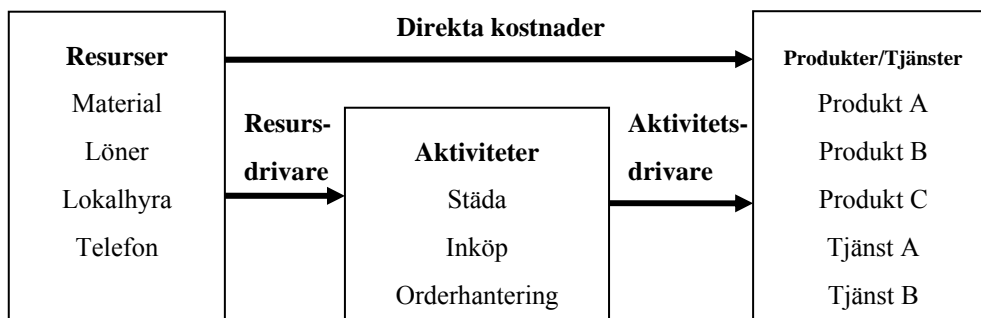 Direkta kostnader
Resurser
Material
Löner
Lokalhyra
Telefon
Resurs-
drivare
Aktiviteter
Städa
Inköp
Orderhantering
Aktivitets-
drivare
Produkter/Tjänster
Produkt A
Produkt B
Produkt C
Tjänst A
Tjänst B